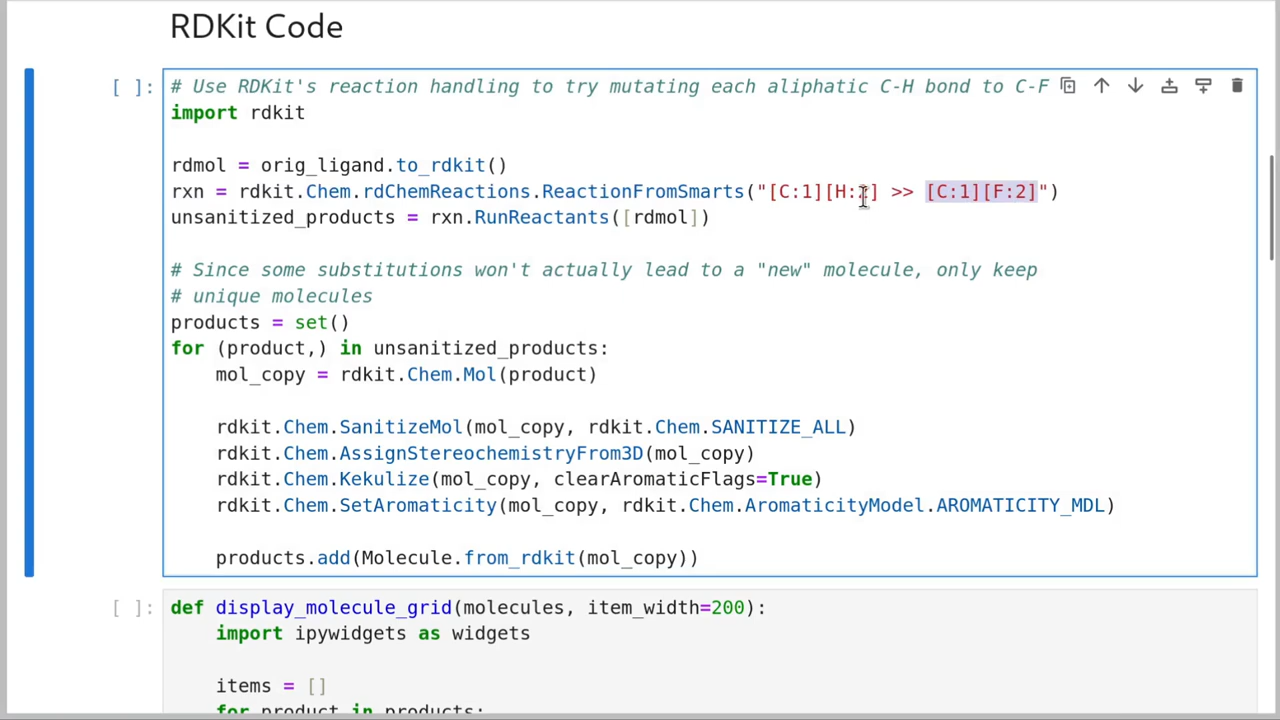 RDKit Code
[ ]: # Use RDKit's reaction handling to try mutating each aliphatic C-H bond to C-F
import rdkit
rdmol = orig_ligand.to_rdkit()
rxn = rdkit.Chem.rdChemReactions.ReactionFromSmarts("[C:1][H:2] >> [C:1][F:2]")
unsanitized_products = rxn.RunReactants([rdmol])
# Since some substitutions won't actually lead to a "new" molecule, only keep
# unique molecules
products = set()
for (product,) in unsanitized_products:
    mol_copy = rdkit.Chem.Mol(product)
    rdkit.Chem.SanitizeMol(mol_copy, rdkit.Chem.SANITIZE_ALL)
    rdkit.Chem.AssignStereochemistryFrom3D(mol_copy)
    rdkit.Chem.Kekulize(mol_copy, clearAromaticFlags=True)
    rdkit.Chem.SetAromaticity(mol_copy, rdkit.Chem.AromaticityModel.AROMATICITY_MDL)
    products.add(Molecule.from_rdkit(mol_copy))
[ ]: def display_molecule_grid(molecules, item_width=200):
    import ipywidgets as widgets
    items = []
    for product in products: